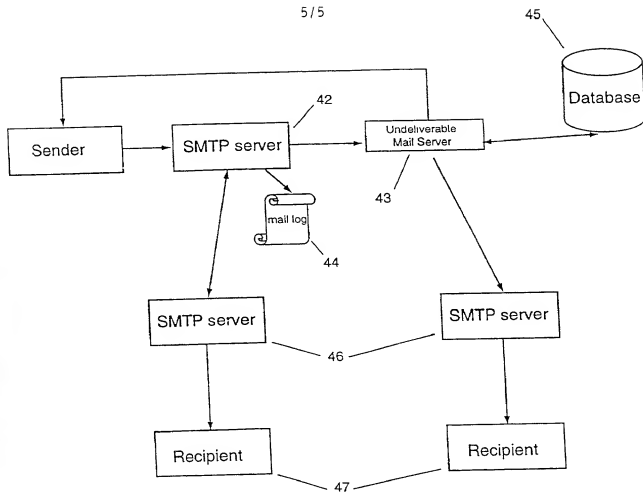 5/5
45
42
Database
Sender
SMTP server
Undeliverable
Mail Server
43
mail log
44
SMTP server
SMTP server
46
Recipient
Recipient
47